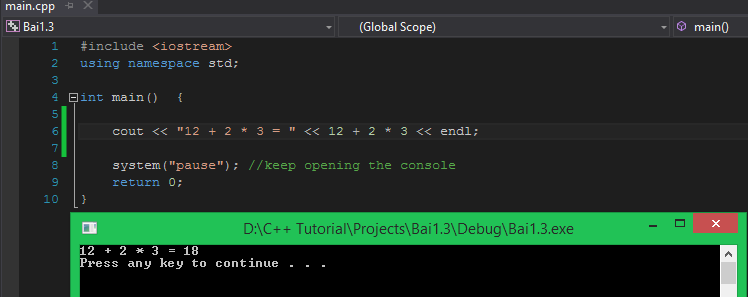 main.cpp
Bai1.3 (Global Scope) main()
1 #include <iostream>
2 using namespace std;
3
4 int main() {
5
6 cout << "12 + 2 * 3 = " << 12 + 2 * 3 << endl;
7
8 system("pause"); //keep opening the console
9 return 0;
10 }
D:\C++ Tutorial\Projects\Bai1.3\Debug\Bai1.3.exe
12 + 2 * 3 = 18
Press any key to continue . . .